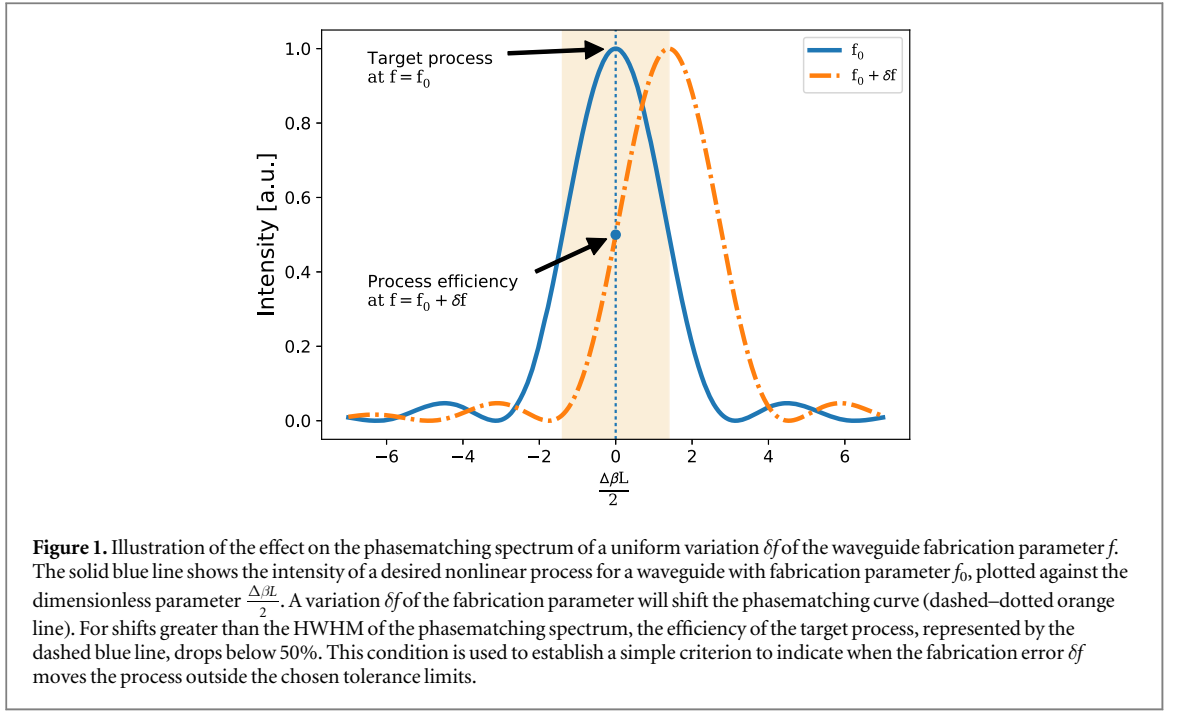 Target process
at f = f₀
Process efficiency
at f = f₀ + δf
f₀
f₀ + δf
Intensity [a.u.]
1.0
0.8
0.6
0.4
0.2
0.0
−6 −4 −2 0 2 4 6
ΔβL
2
Figure 1. Illustration of the effect on the phasematching spectrum of a uniform variation δf of the waveguide fabrication parameter f.
The solid blue line shows the intensity of a desired nonlinear process for a waveguide with fabrication parameter f₀, plotted against the
dimensionless parameter ΔβL/2. A variation δf of the fabrication parameter will shift the phasematching curve (dashed–dotted orange
line). For shifts greater than the HWHM of the phasematching spectrum, the efficiency of the target process, represented by the
dashed blue line, drops below 50%. This condition is used to establish a simple criterion to indicate when the fabrication error δf
moves the process outside the chosen tolerance limits.